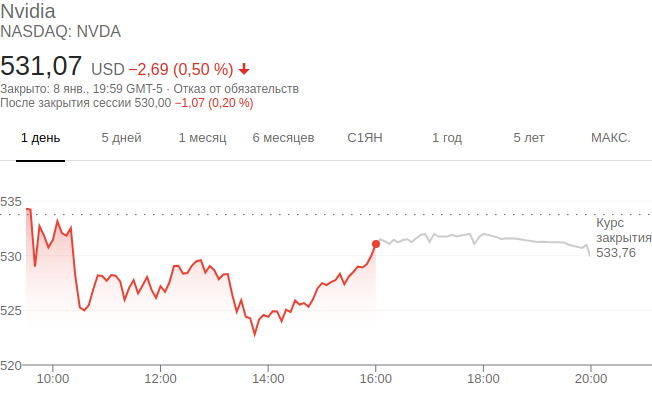 Nvidia
NASDAQ: NVDA
531,07 USD −2,69 (0,50 %)
Закрыто: 8 янв., 19:59 GMT-5 · Отказ от обязательств
После закрытия сессии 530,00 −1,07 (0,20 %)
1 день 5 дней 1 месяц 6 месяцев С1ЯН 1 год 5 лет МАКС.
535
Курс
закрытия
533,76
530
525
520
10:00 12:00 14:00 16:00 18:00 20:00